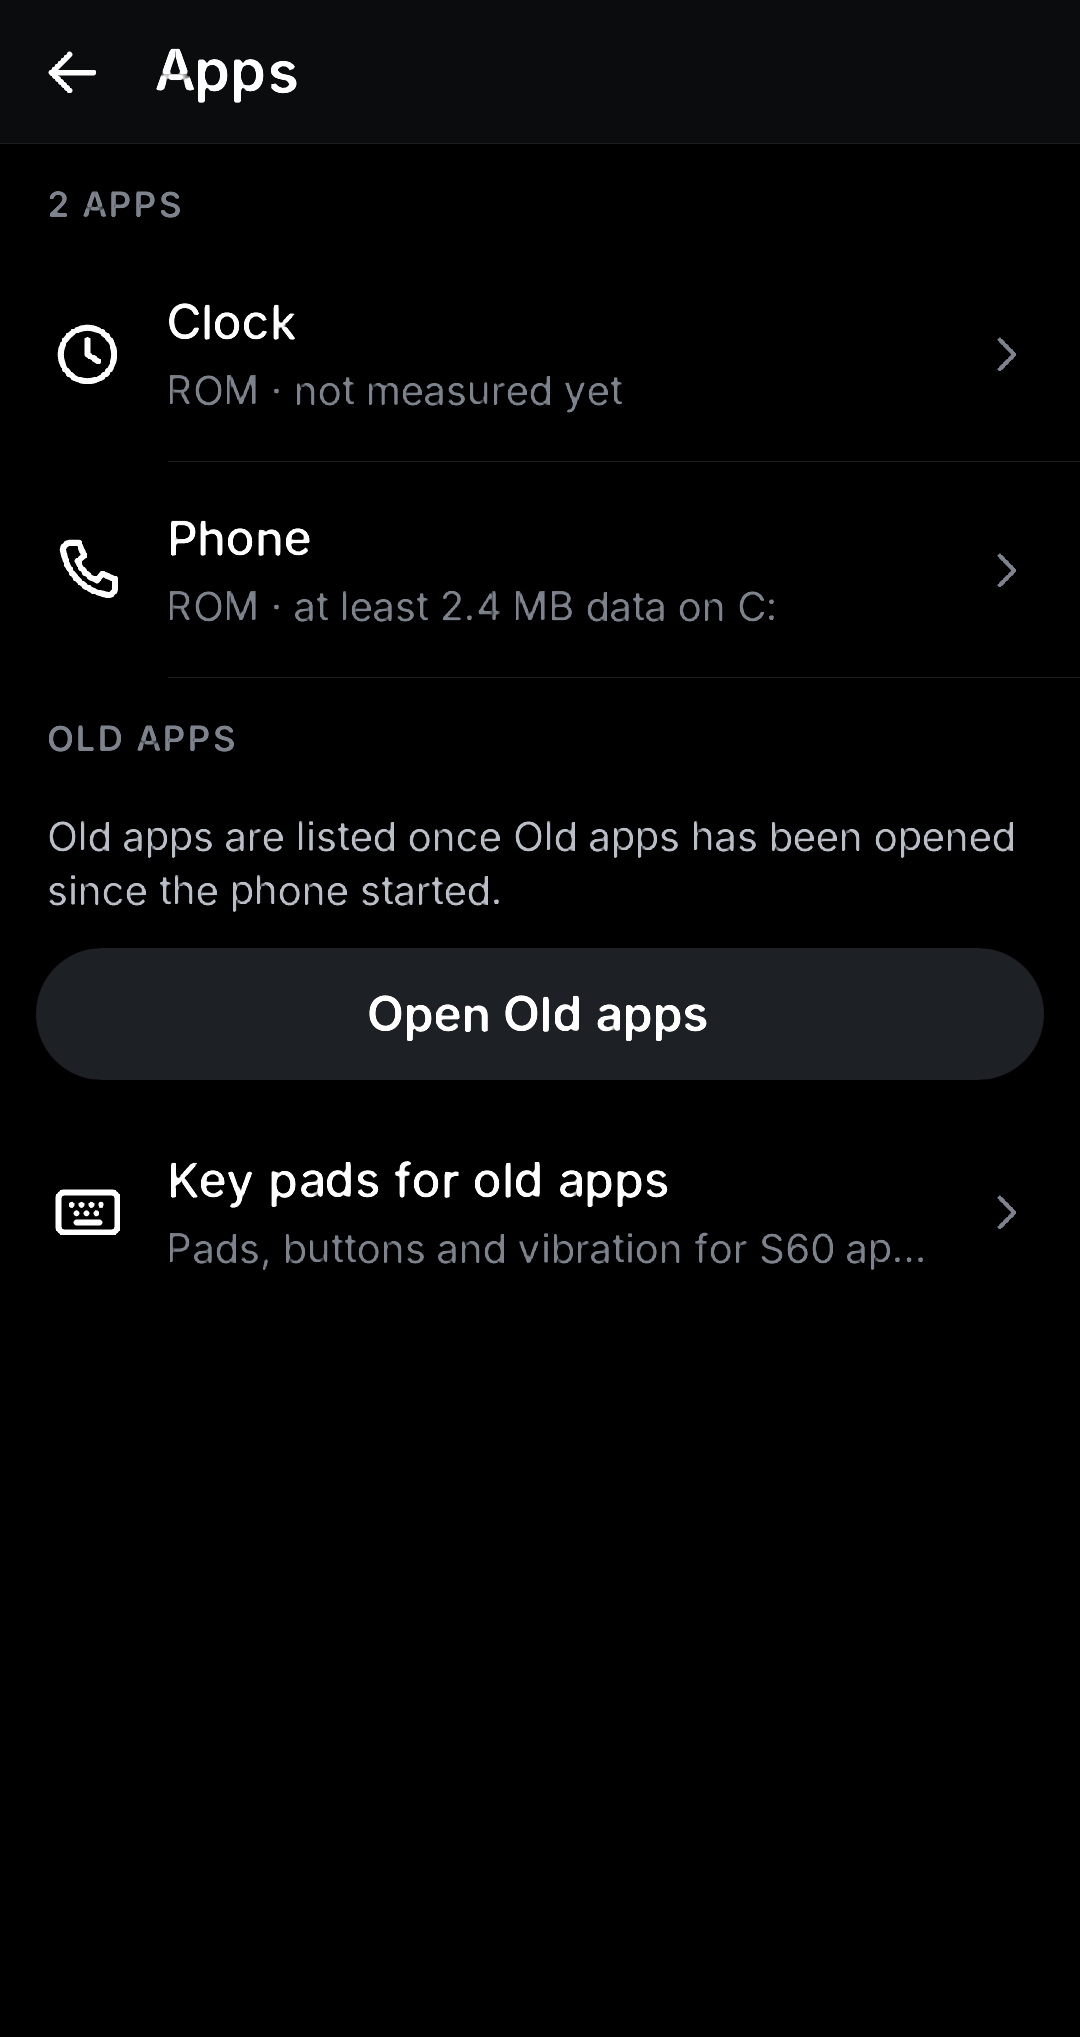 Apps
2 APPS
Clock
ROM · not measured yet
Phone
ROM · at least 2.4 MB data on C:
OLD APPS
Old apps are listed once Old apps has been opened
since the phone started.
Open Old apps
Key pads for old apps
Pads, buttons and vibration for S60 ap...